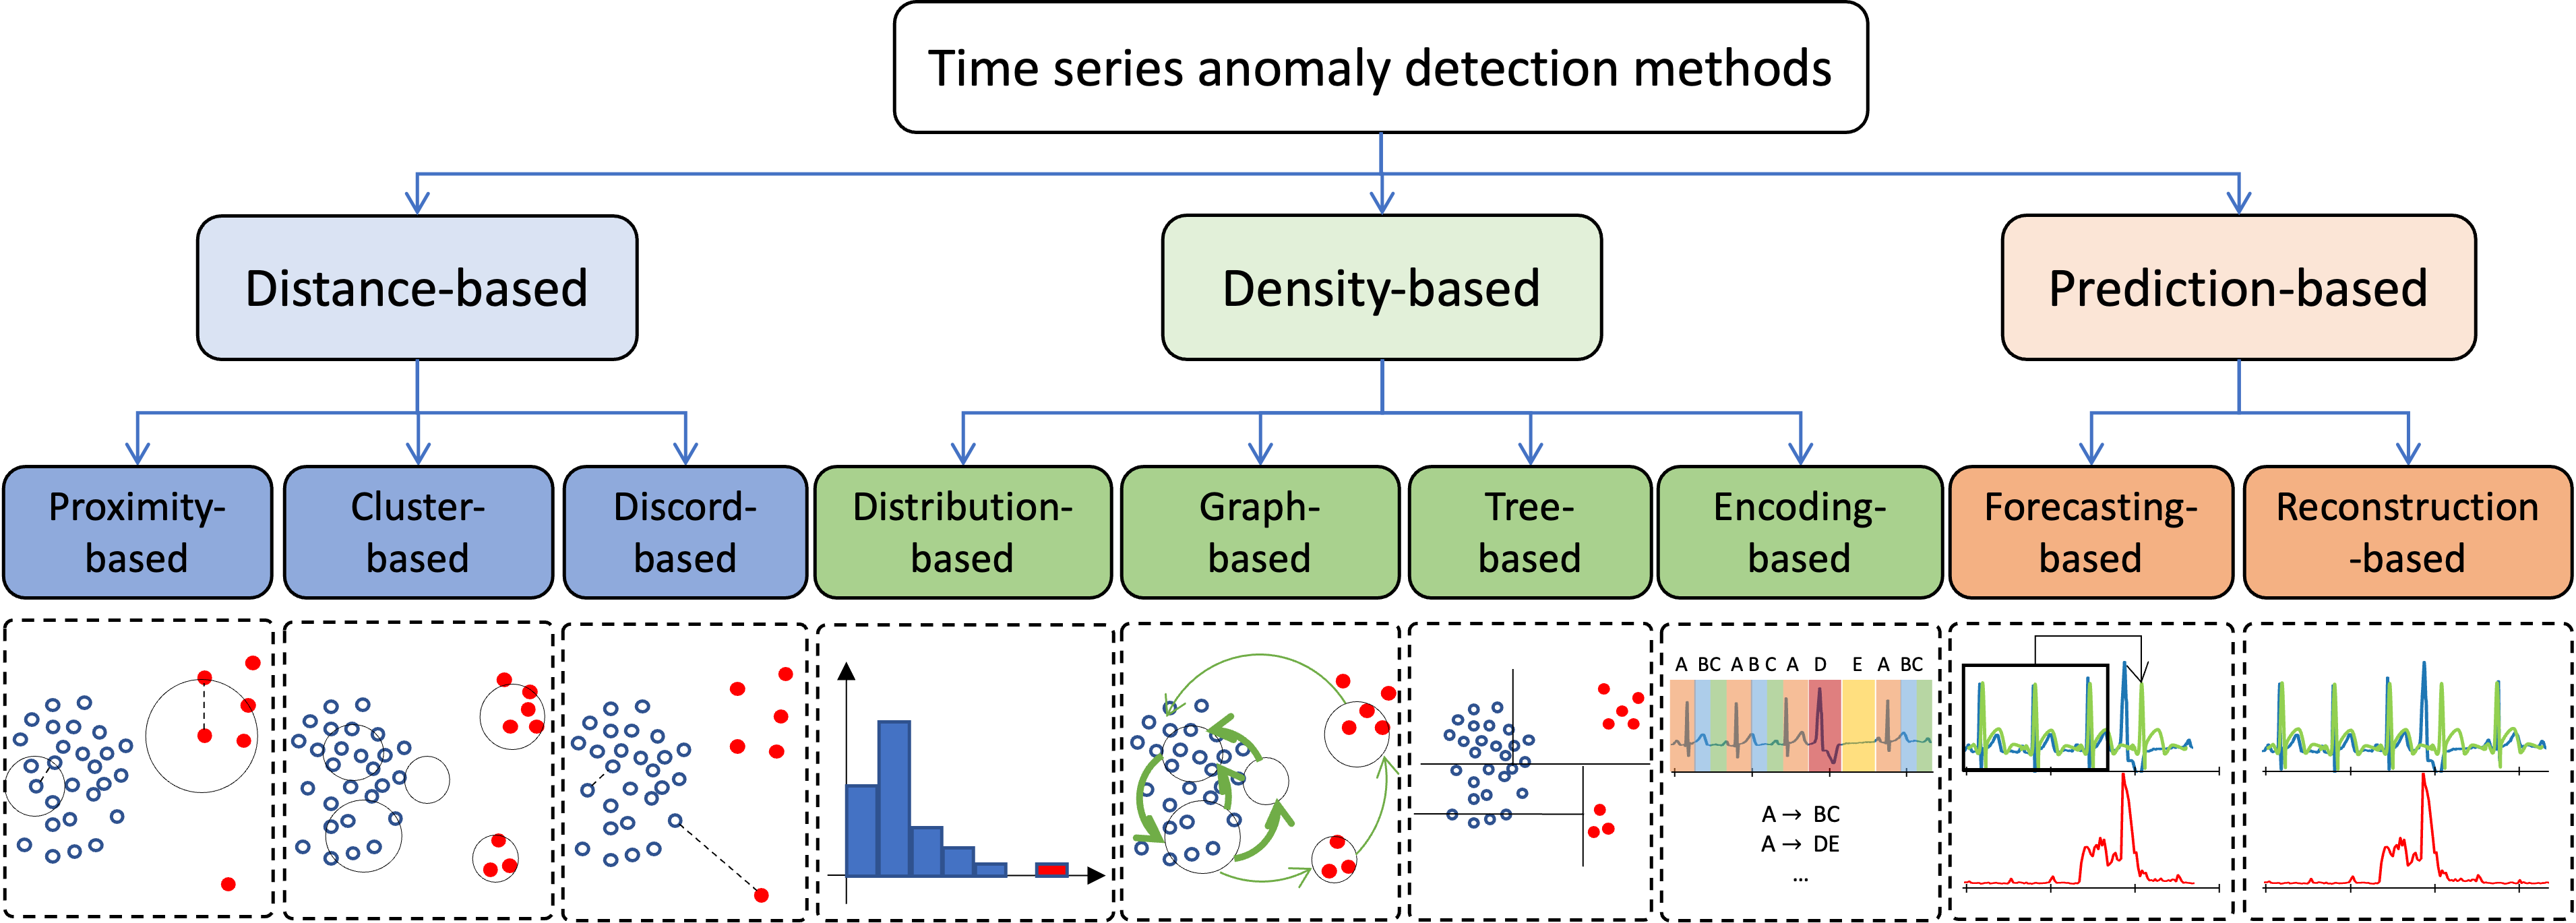 Time series anomaly detection methods
Distance-based
Density-based
Prediction-based
Proximity-
based
Cluster-
based
Discord-
based
Distribution-
based
Graph-
based
Tree-
based
Encoding-
based
Forecasting-
based
Reconstruction
-based
A BC A B C A D E A BC
A → BC
A → DE
...